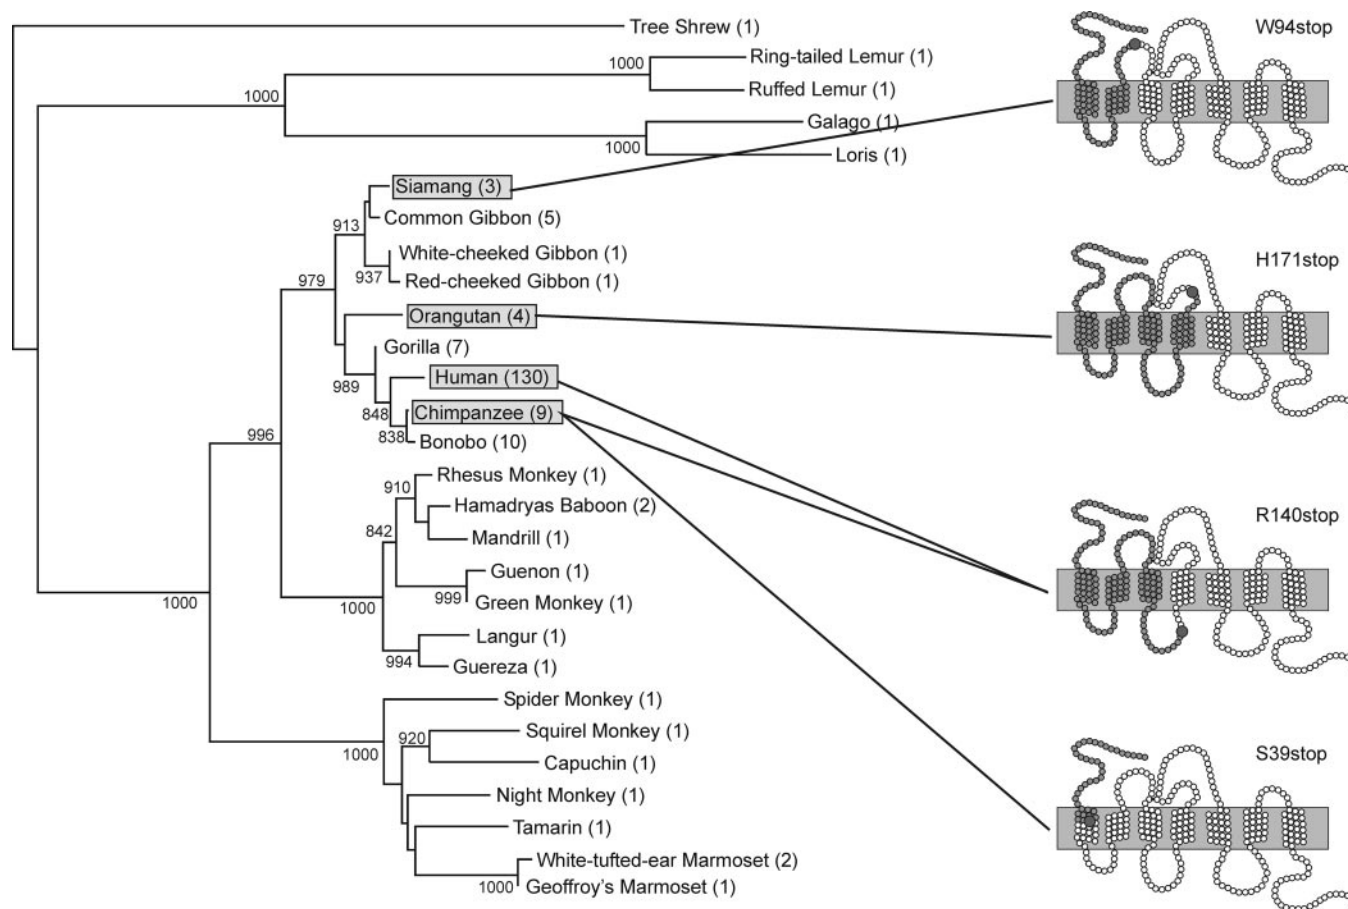 Tree Shrew (1)
W94stop
Ring-tailed Lemur (1)
1000
1000
Ruffed Lemur (1)
Galago (1)
1000
Loris (1)
Siamang (3)
Common Gibbon (5)
913
White-cheeked Gibbon (1)
937
Red-cheeked Gibbon (1)
979
H171stop
Orangutan (4)
Gorilla (7)
989
Human (130)
848
Chimpanzee (9)
838
Bonobo (10)
996
Rhesus Monkey (1)
910
Hamadryas Baboon (2)
842
Mandrill (1)
R140stop
Guenon (1)
999
Green Monkey (1)
1000
1000
Langur (1)
994
Guereza (1)
Spider Monkey (1)
1000
920
Squirel Monkey (1)
Capuchin (1)
S39stop
Night Monkey (1)
Tamarin (1)
White-tufted-ear Marmoset (2)
1000
Geoffroy's Marmoset (1)